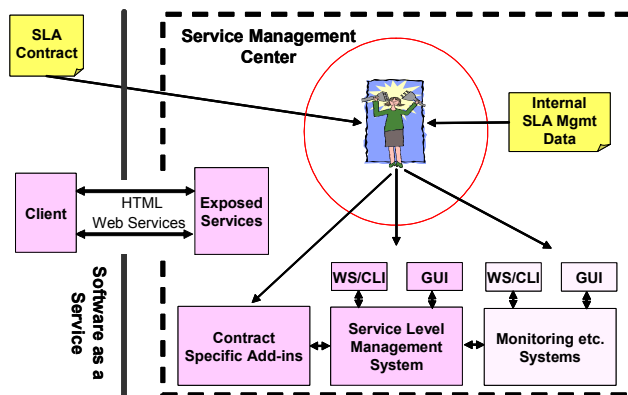 SLA
Contract
Service Management
Center
Internal
SLA Mgmt
Data
Client
HTML
Web Services
Exposed
Services
Software as a
Service
WS/CLI
GUI
WS/CLI
GUI
Contract
Specific Add-ins
Service Level
Management
System
Monitoring etc.
Systems